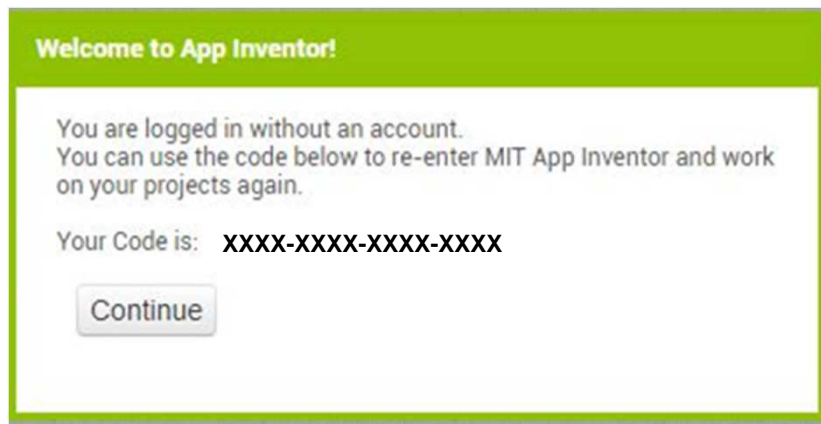 Welcome to App Inventor!
You are logged in without an account.
You can use the code below to re-enter MIT App Inventor and work
on your projects again.
Your Code is: XXXX-XXXX-XXXX-XXXX
Continue